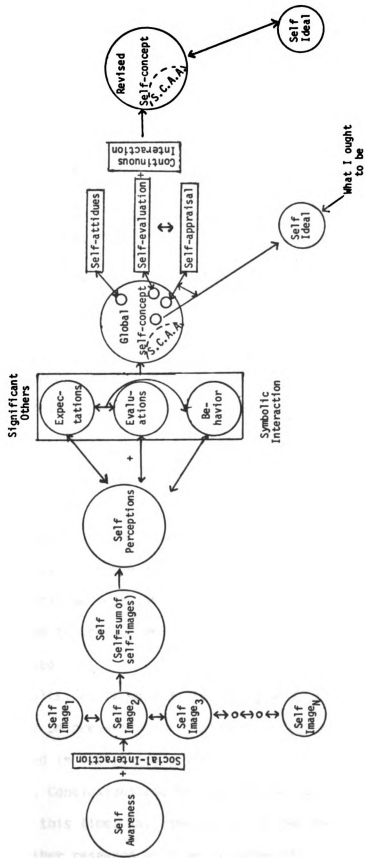 Self
Awareness
+
Social-Interaction
Self
Image1
Self
Image2
Self
Image3
Self
ImageN
Self
(Self=sum of
self-images)
Self
Perceptions
+
Significant
Others
Expec-
tations
Evalu-
ations
Be-
havior
Symbolic
Interaction
Global
self-concept
S.C.A.A.
Self-attidues
Self-evaluation
Self-appraisal
+
Continuous
Interaction
Self
Ideal
What I ought
to be
Revised
Self-concept
S.C.A.A.
Self
Ideal